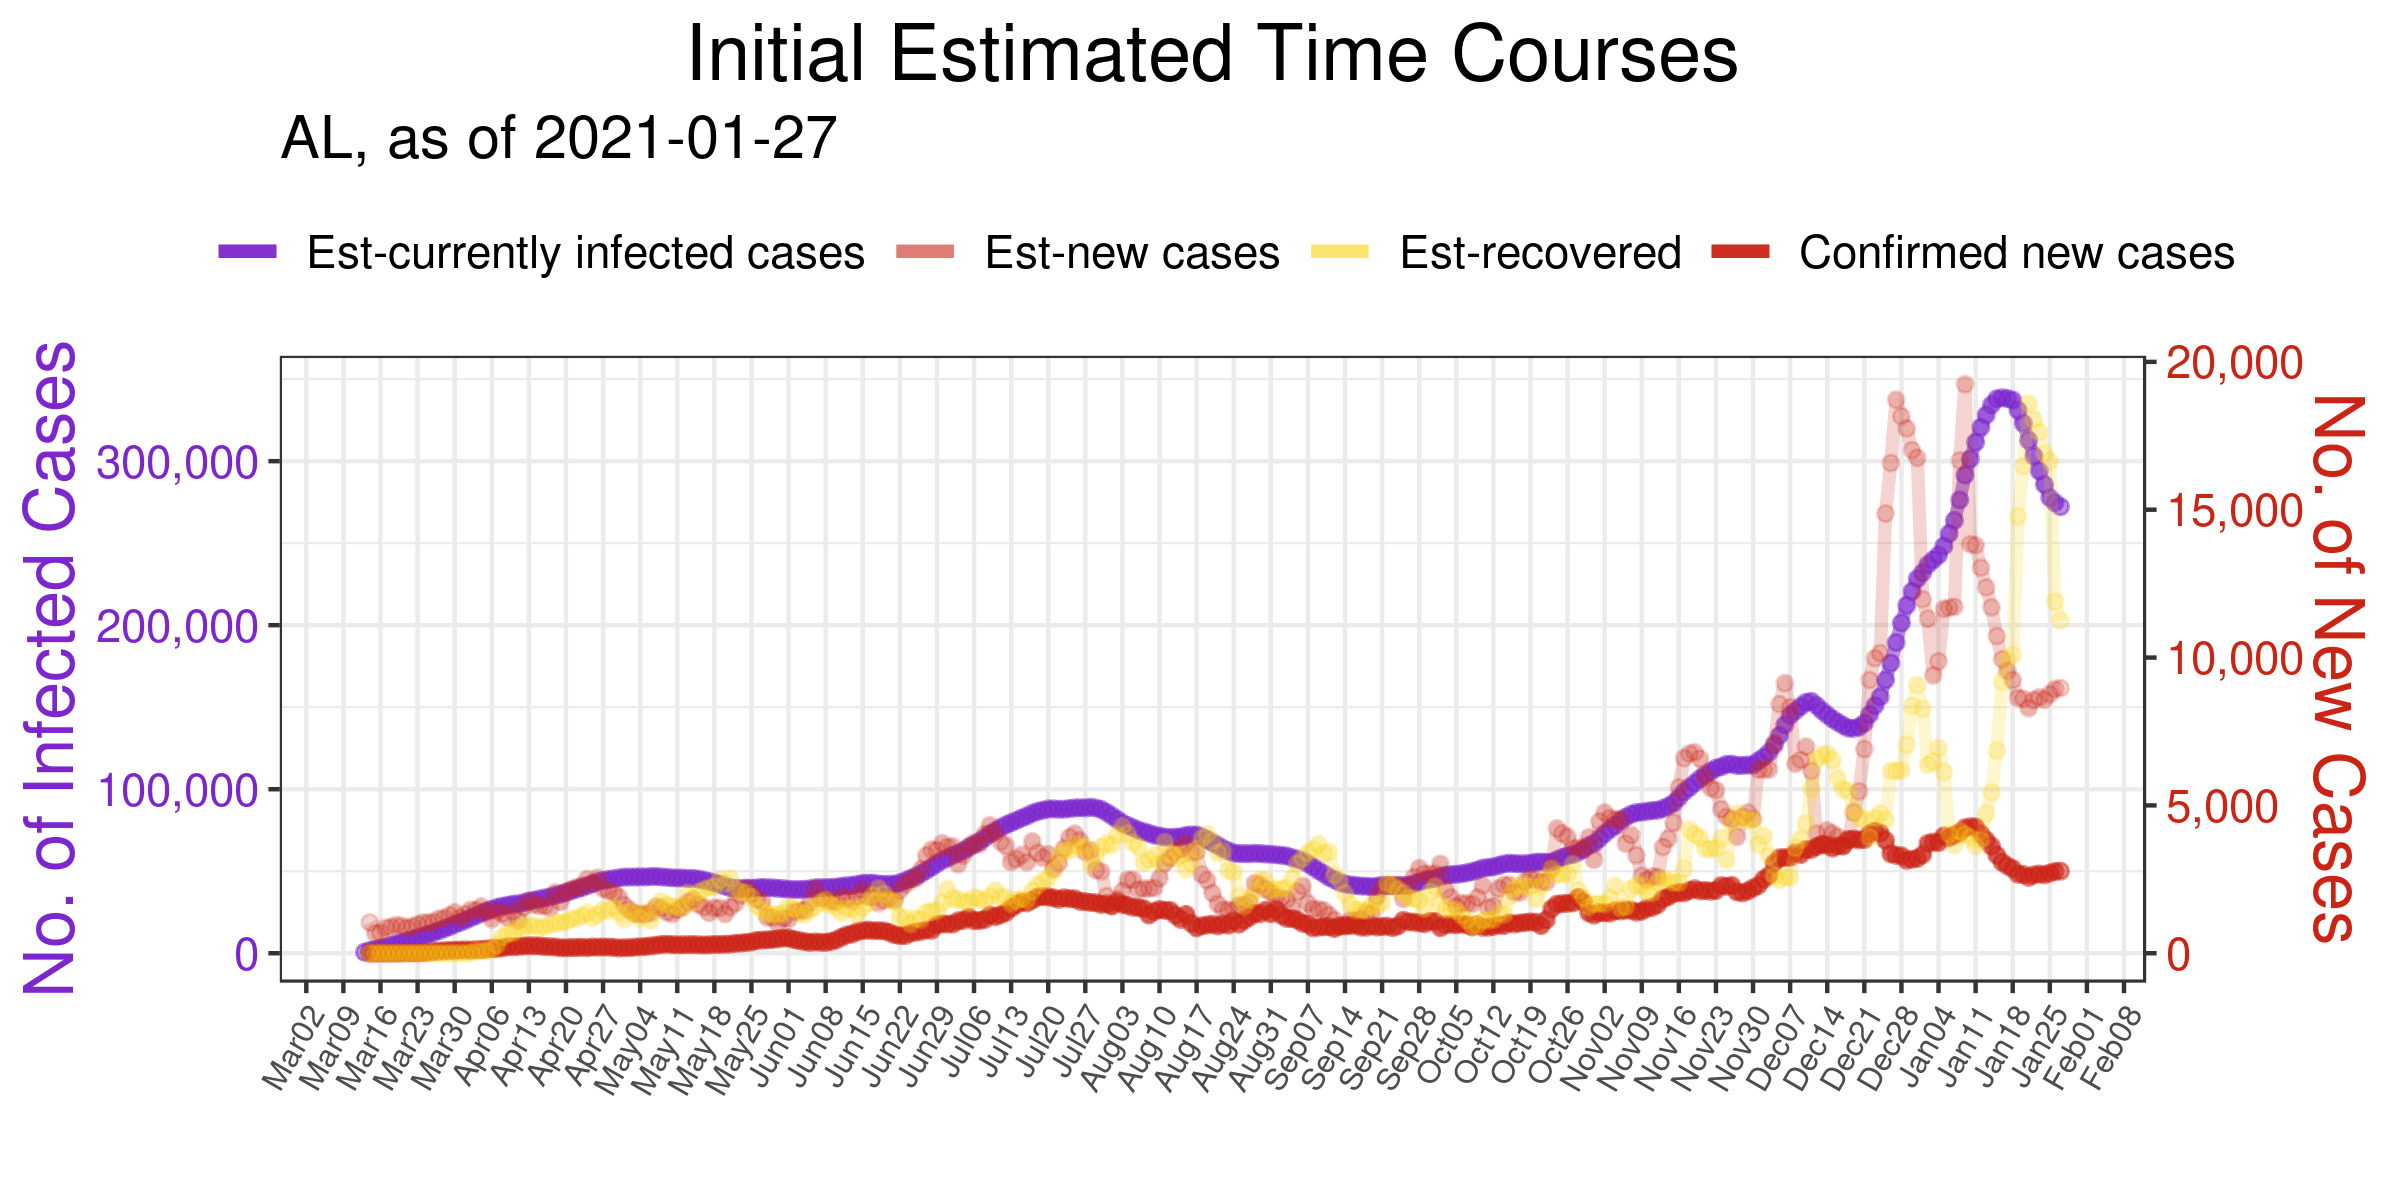 Initial Estimated Time Courses
AL, as of 2021-01-27
Est-currently infected cases Est-new cases Est-recovered Confirmed new cases
No. of Infected Cases
300,000
200,000
100,000
0
20,000
15,000
10,000
5,000
0
No. of New Cases
Mar02 Mar09 Mar16 Mar23 Mar30 Apr06 Apr13 Apr20 Apr27 May04 May11 May18 May25 Jun01 Jun08 Jun15 Jun22 Jun29 Jul06 Jul13 Jul20 Jul27 Aug03 Aug10 Aug17 Aug24 Aug31 Sep07 Sep14 Sep21 Sep28 Oct05 Oct12 Oct19 Oct26 Nov02 Nov09 Nov16 Nov23 Nov30 Dec07 Dec14 Dec21 Dec28 Jan04 Jan11 Jan18 Jan25 Feb01 Feb08